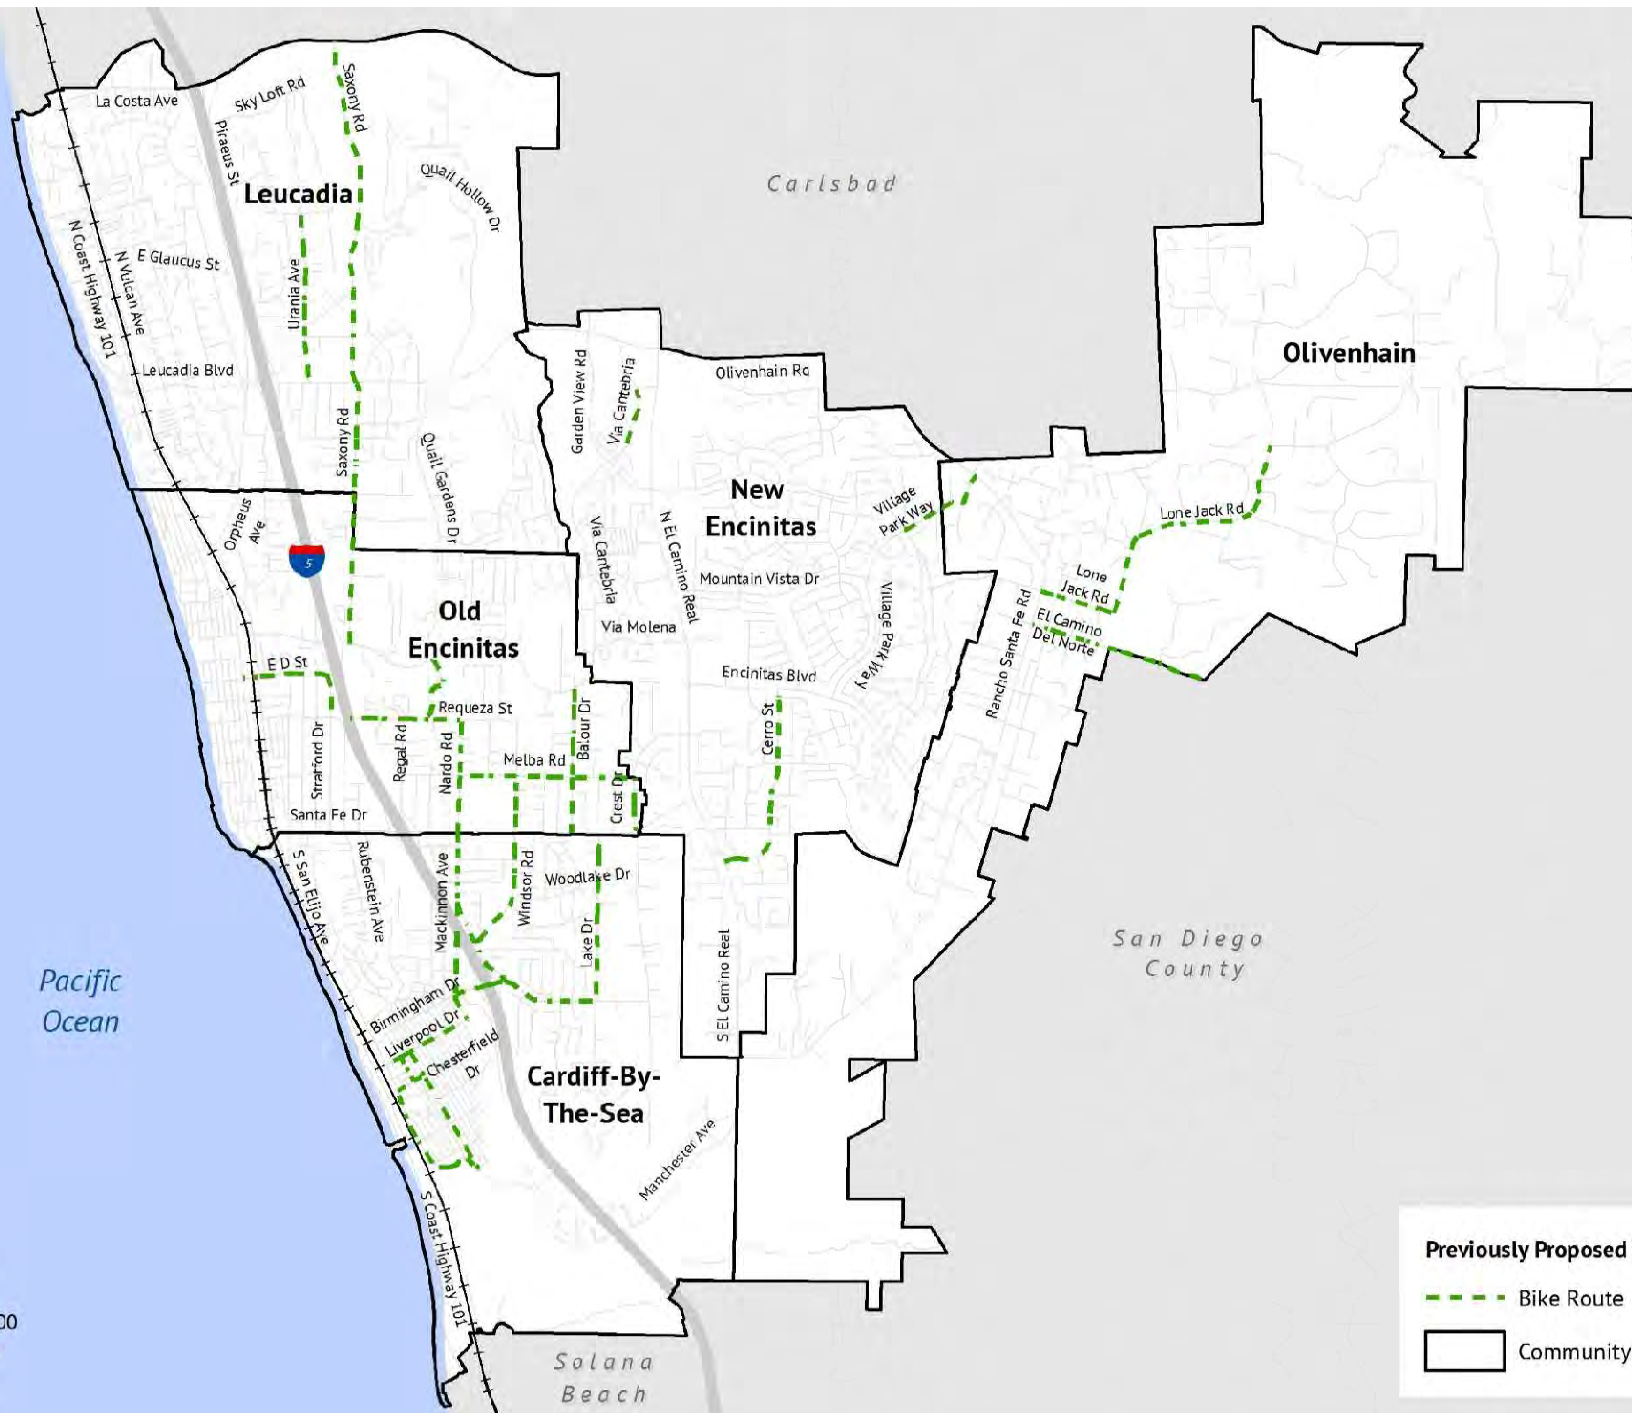 Saxony Rd
La Costa Ave
Sky Loft Rd
Piraeus St
Leucadia
Quail Hollow Dr
Carlsbad
N Coast Highway 101
N Vulcan Ave
E Glaucus St
Urania Ave
Leucadia Blvd
Saxony Rd
Quail Gardens Dr
Garden View Rd
Via Cantebria
Olivenhain Rd
Olivenhain
New
Encinitas
Village
Park Way
Lone Jack Rd
Orpheus
Ave
5
Via Cantebria
N El Camino Real
Mountain Vista Dr
Village Park Way
Lone
Jack Rd
El Camino
Del Norte
Rancho Santa Fe Rd
Old
Encinitas
Via Molena
Encinitas Blvd
E D St
Requeza St
Stratford Dr
Regal Rd
Nardo Rd
Balour Dr
Melba Rd
Crest Dr
Cerro St
Santa Fe Dr
S San Elijo Ave
Rubenstein Ave
Mackinnon Ave
Windsor Rd
Woodlake Dr
Lake Dr
S El Camino Real
San Diego
County
Pacific
Ocean
Birmingham Dr
Liverpool Dr
Chesterfield
Dr
Cardiff-By-
The-Sea
Manchester Ave
S Coast Highway 101
Solana
Beach
00
Previously Proposed
Bike Route
Community